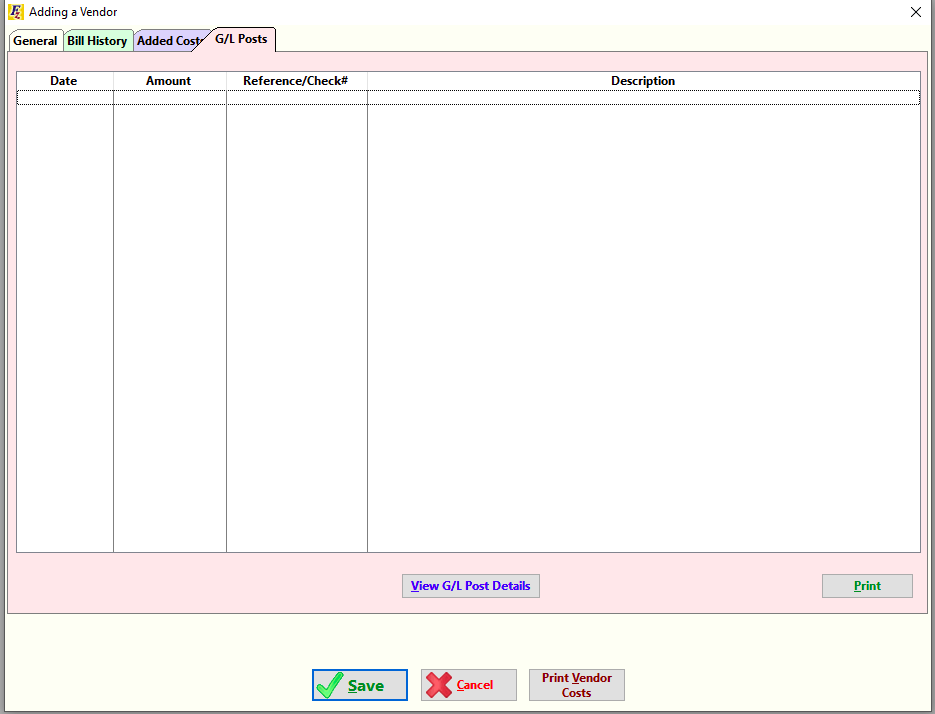 Adding a Vendor
General Bill History Added Costs G/L Posts
Date Amount Reference/Check# Description
View G/L Post Details Print
Save Cancel Print Vendor
Costs